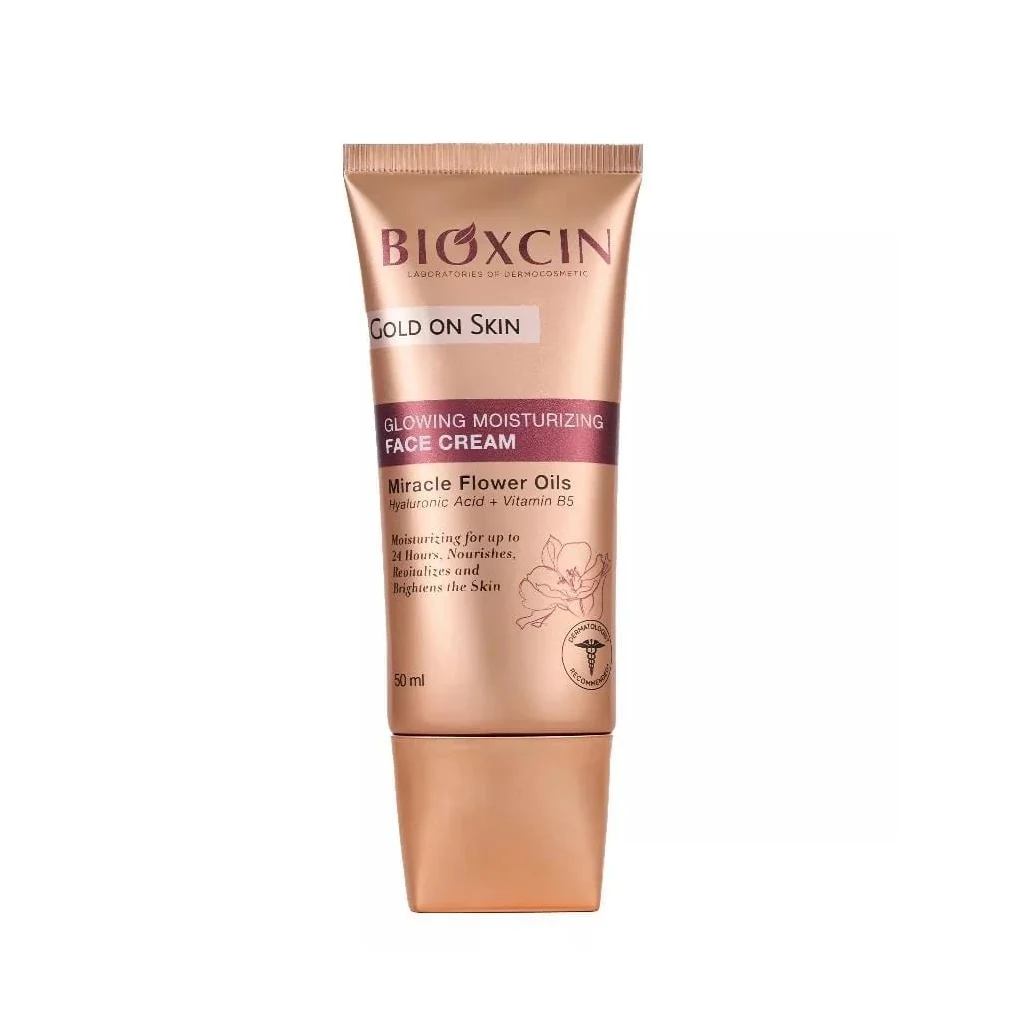 BIOXCIN
LABORATORIES OF DERMOCOSMETIC
GOLD ON SKIN
GLOWING MOISTURIZING
FACE CREAM
Miracle Flower Oils
Hyaluronic Acid + Vitamin B5
Moisturizing for up to
24 Hours, Nourishes,
Revitalizes and
Brightens the Skin
DERMATOLOGIST
RECOMMENDED
50 ml